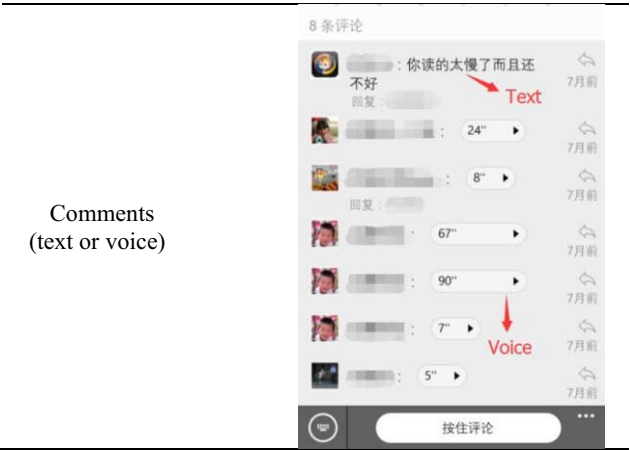 8 条评论
: 你读的太慢了而且还
不好
7月前
回复:
Text
: 24''
7月前
: 8''
7月前
回复:
Comments
(text or voice)
: 67''
7月前
: 90''
7月前
: 7''
Voice
7月前
: 5''
7月前
按住评论